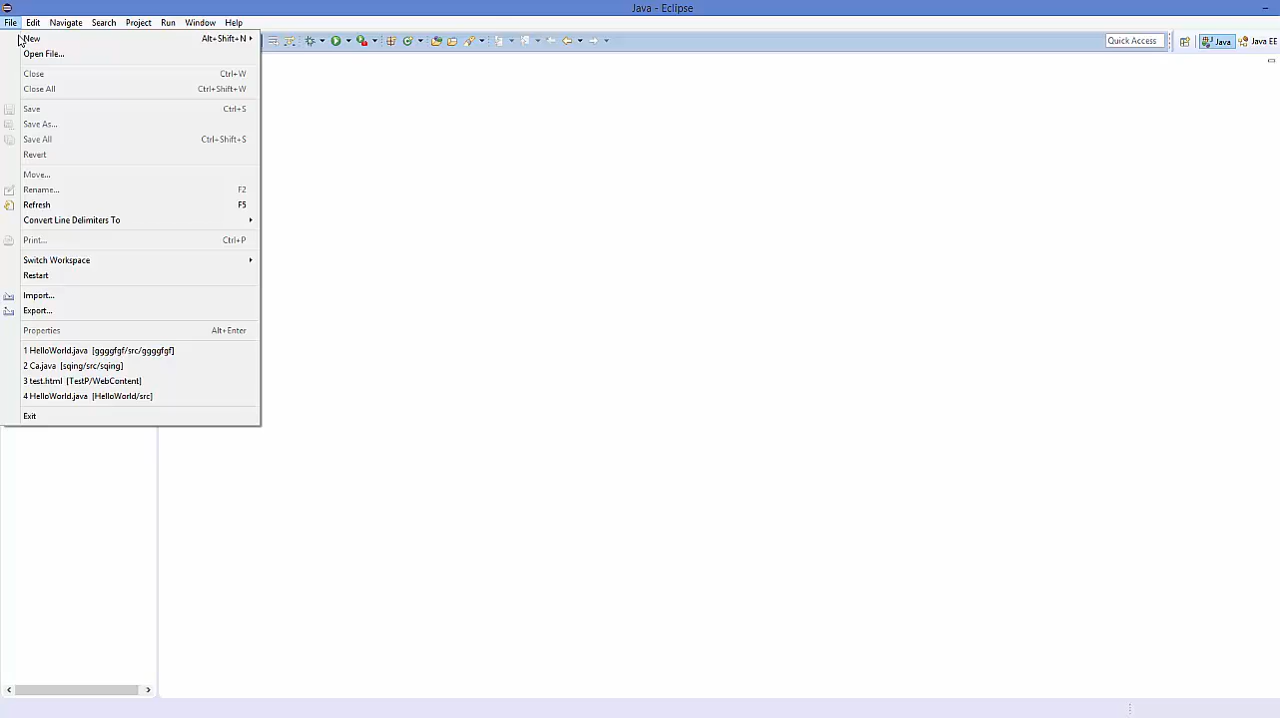 Java - Eclipse
File Edit Navigate Search Project Run Window Help
New Alt+Shift+N
Quick Access Java Java EE
Open File...
Close Ctrl+W
Close All Ctrl+Shift+W
Save Ctrl+S
Save As...
Save All Ctrl+Shift+S
Revert
Move...
Rename... F2
Refresh F5
Convert Line Delimiters To
Print... Ctrl+P
Switch Workspace
Restart
Import...
Export...
Properties Alt+Enter
1 HelloWorld.java [ggggfgf/src/ggggfgf]
2 Ca.java [sqing/src/sqing]
3 test.html [TestP/WebContent]
4 HelloWorld.java [HelloWorld/src]
Exit